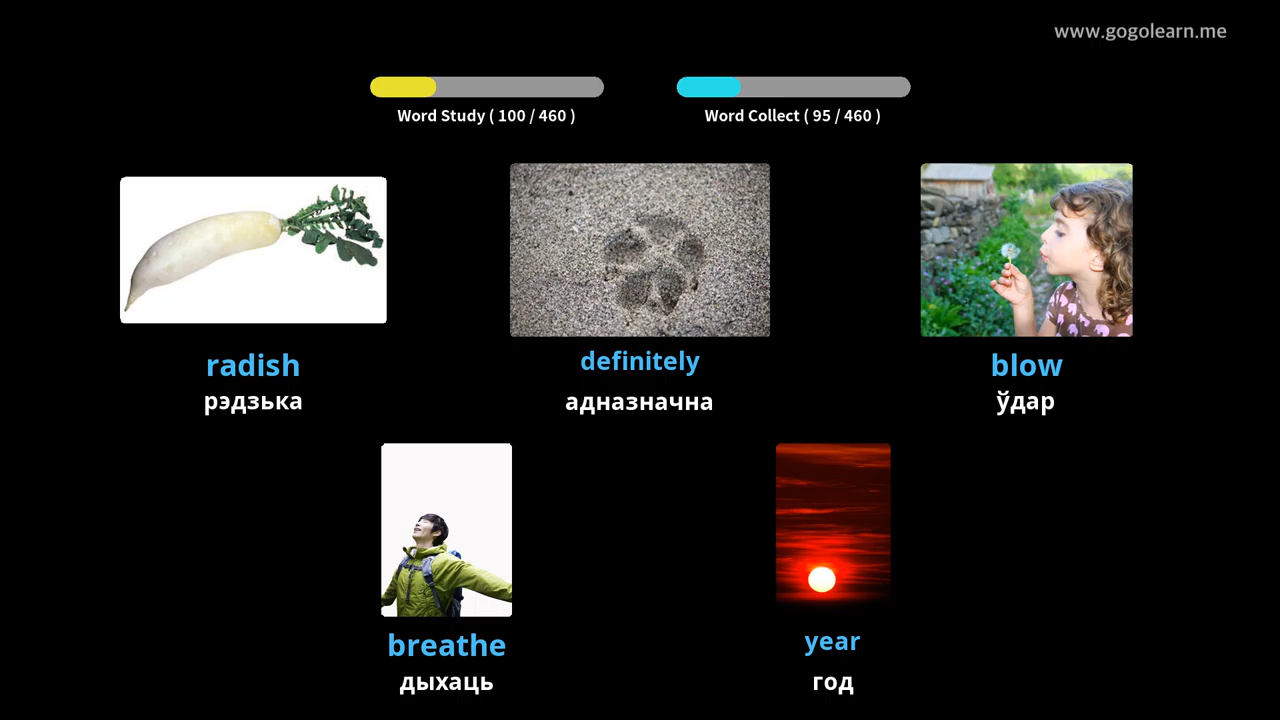 www.gogolearn.me
Word Study ( 100 / 460 )
Word Collect ( 95 / 460 )
radish
рэдзька
definitely
адназначна
blow
ўдар
breathe
дыхаць
year
год